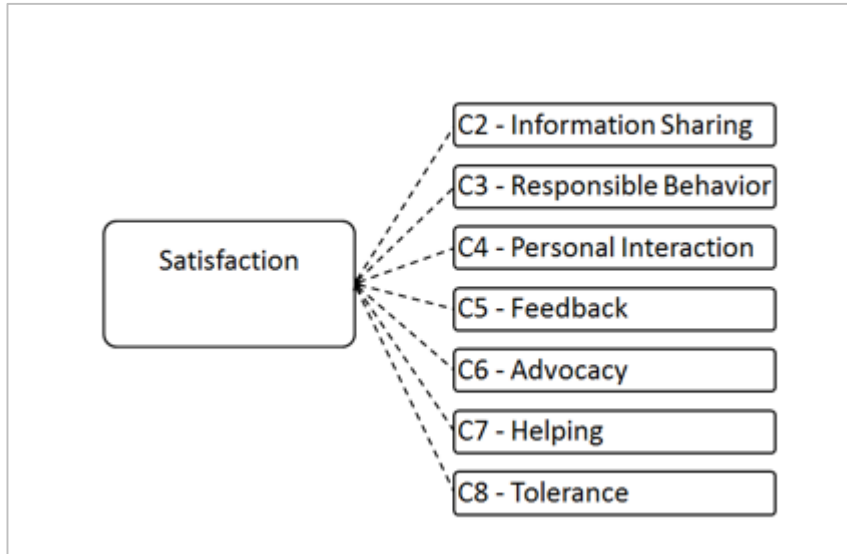 Satisfaction
C2 - Information Sharing
C3 - Responsible Behavior
C4 - Personal Interaction
C5 - Feedback
C6 - Advocacy
C7 - Helping
C8 - Tolerance